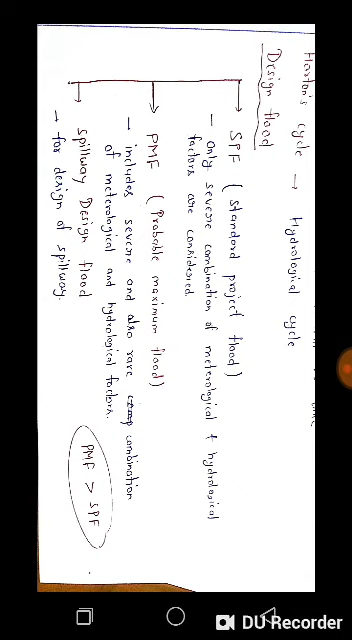 Horton's cycle → Hydrological cycle
Design flood
SPF (standard project flood)
- Only severe combination of meterological + hydrological
factors are considered
PMF (Probable maximum flood)
→ includes severe and also rare combination
of meterological and hydrological factors.
PMF > SPF
Spillway Design flood
→ for design of spillway.
DU Recorder